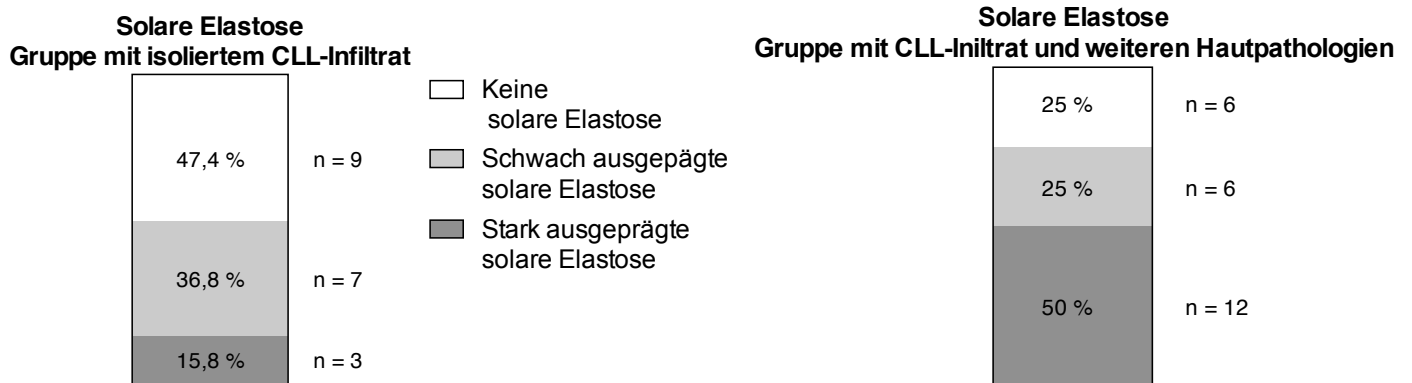 Solare Elastose
Gruppe mit isoliertem CLL-Infiltrat
47,4 %
n = 9
36,8 %
n = 7
15,8 %
n = 3
Keine
solare Elastose
Schwach ausgepägte
solare Elastose
Stark ausgeprägte
solare Elastose
Solare Elastose
Gruppe mit CLL-Iniltrat und weiteren Hautpathologien
25 %
n = 6
25 %
n = 6
50 %
n = 12